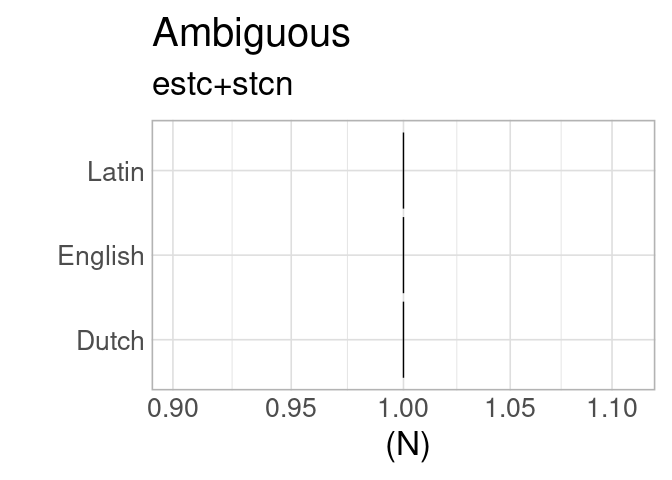 Ambiguous
estc+stcn
Latin
English
Dutch
0.90 0.95 1.00 1.05 1.10
(N)